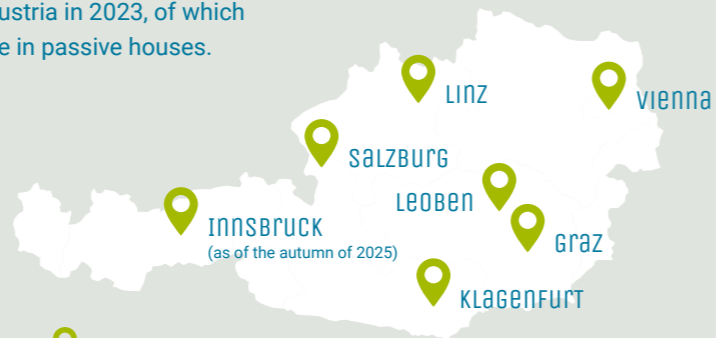 ustria in 2023, of which
e in passive houses.
Linz
Vienna
Salzburg
Leoben
Innsbruck
(as of the autumn of 2025)
Graz
Klagenfurt